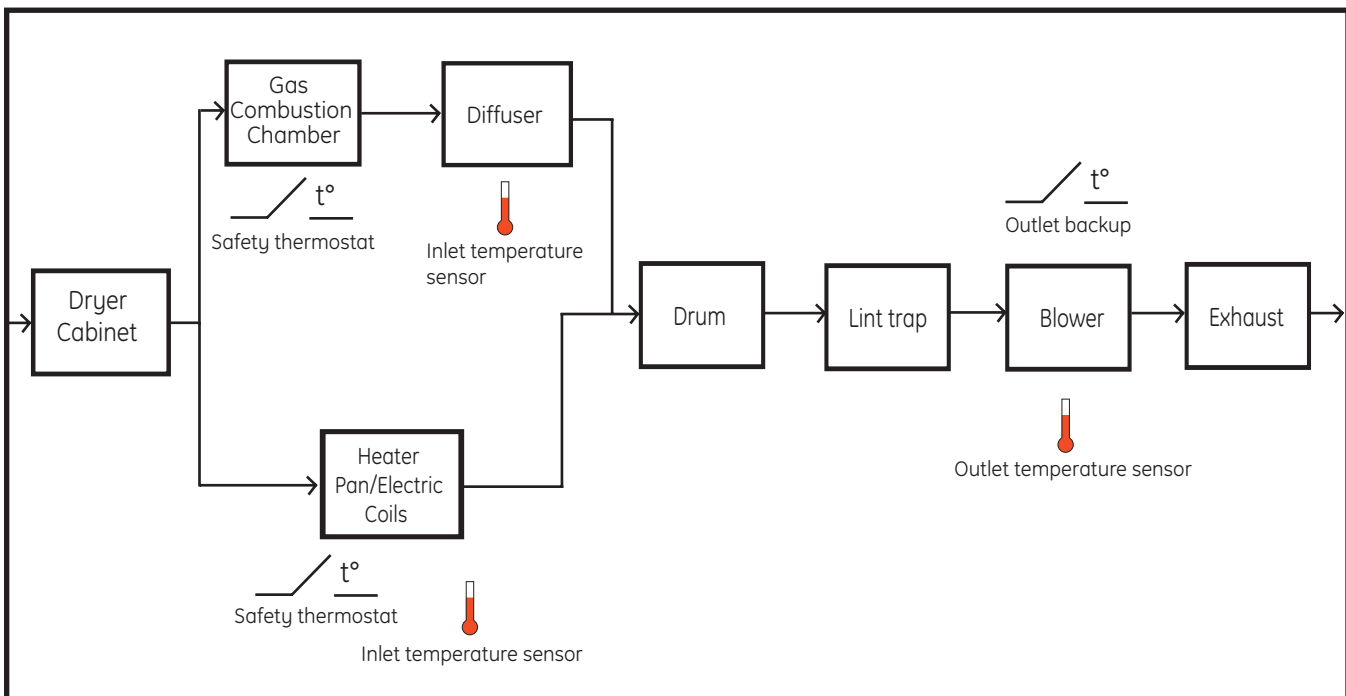 Gas
Combustion
Chamber
Diffuser
t°
Safety thermostat
Inlet temperature
sensor
t°
Outlet backup
Dryer
Cabinet
Drum
Lint trap
Blower
Exhaust
Outlet temperature sensor
Heater
Pan/Electric
Coils
t°
Safety thermostat
Inlet temperature sensor